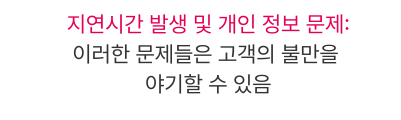 지연시간 발생 및 개인 정보 문제:
이러한 문제들은 고객의 불만을
야기할 수 있음